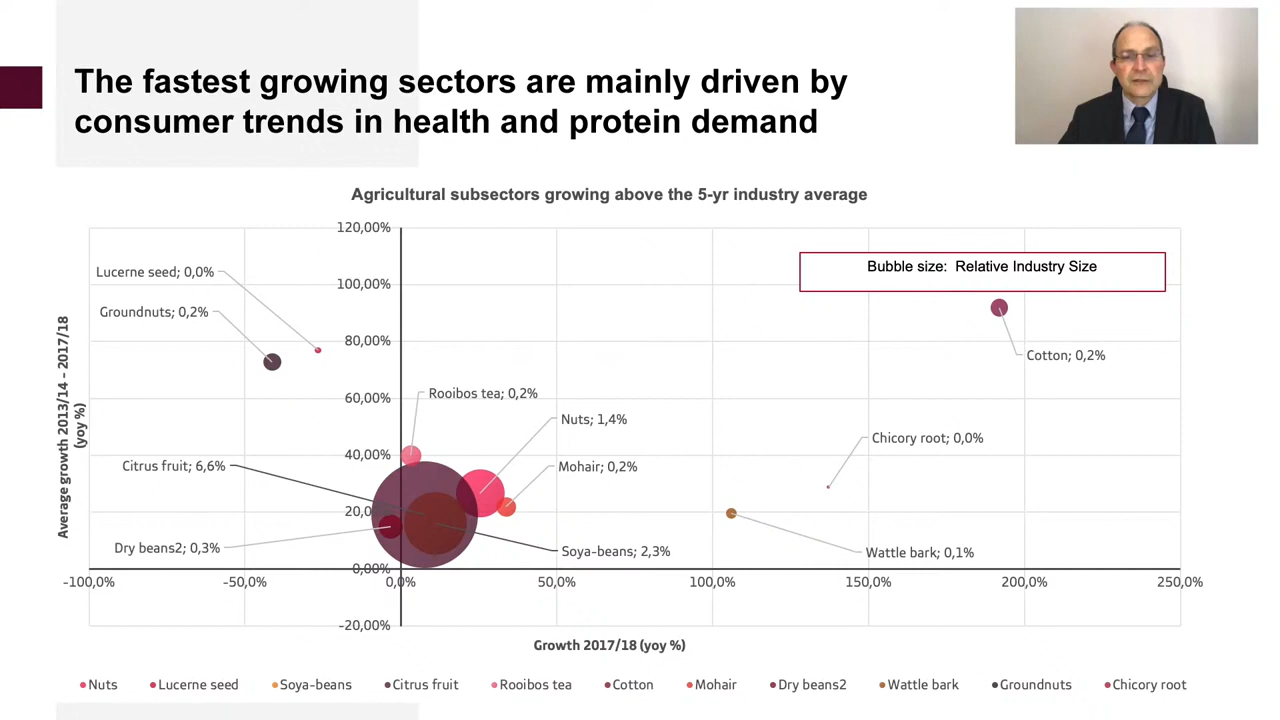 The fastest growing sectors are mainly driven by
consumer trends in health and protein demand
Agricultural subsectors growing above the 5-yr industry average
Bubble size: Relative Industry Size
Average growth 2013/14 - 2017/18
(yoy %)
120,00%
100,00%
80,00%
60,00%
40,00%
20,0
0,00%
-20,00%
Lucerne seed; 0,0%
Groundnuts; 0,2%
Cotton; 0,2%
Rooibos tea; 0,2%
Nuts; 1,4%
Chicory root; 0,0%
Citrus fruit; 6,6%
Mohair; 0,2%
Dry beans2; 0,3%
Soya-beans; 2,3%
Wattle bark; 0,1%
-100,0%
-50,0%
0,0%
50,0%
100,0%
150,0%
200,0%
250,0%
Growth 2017/18 (yoy %)
Nuts
Lucerne seed
Soya-beans
Citrus fruit
Rooibos tea
Cotton
Mohair
Dry beans2
Wattle bark
Groundnuts
Chicory root